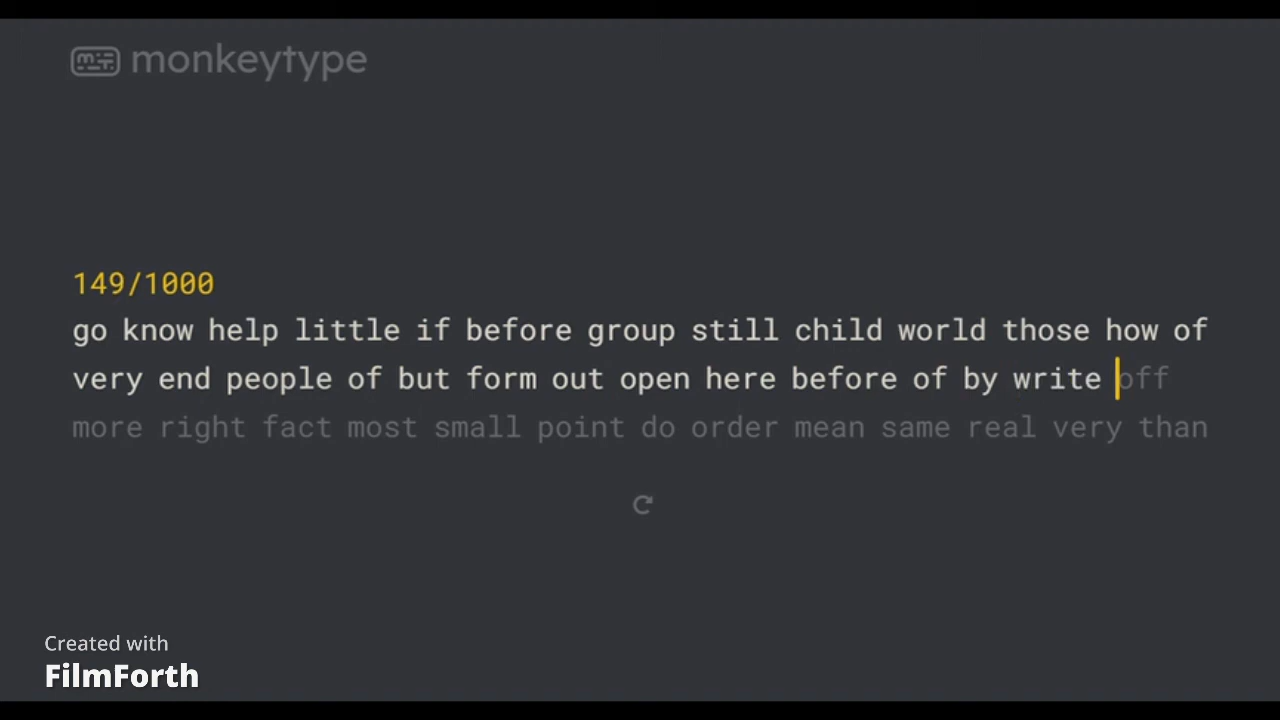 monkeytype
149/1000
go know help little if before group still child world those how of
very end people of but form out open here before of by write off
more right fact most small point do order mean same real very than
Created with
FilmForth